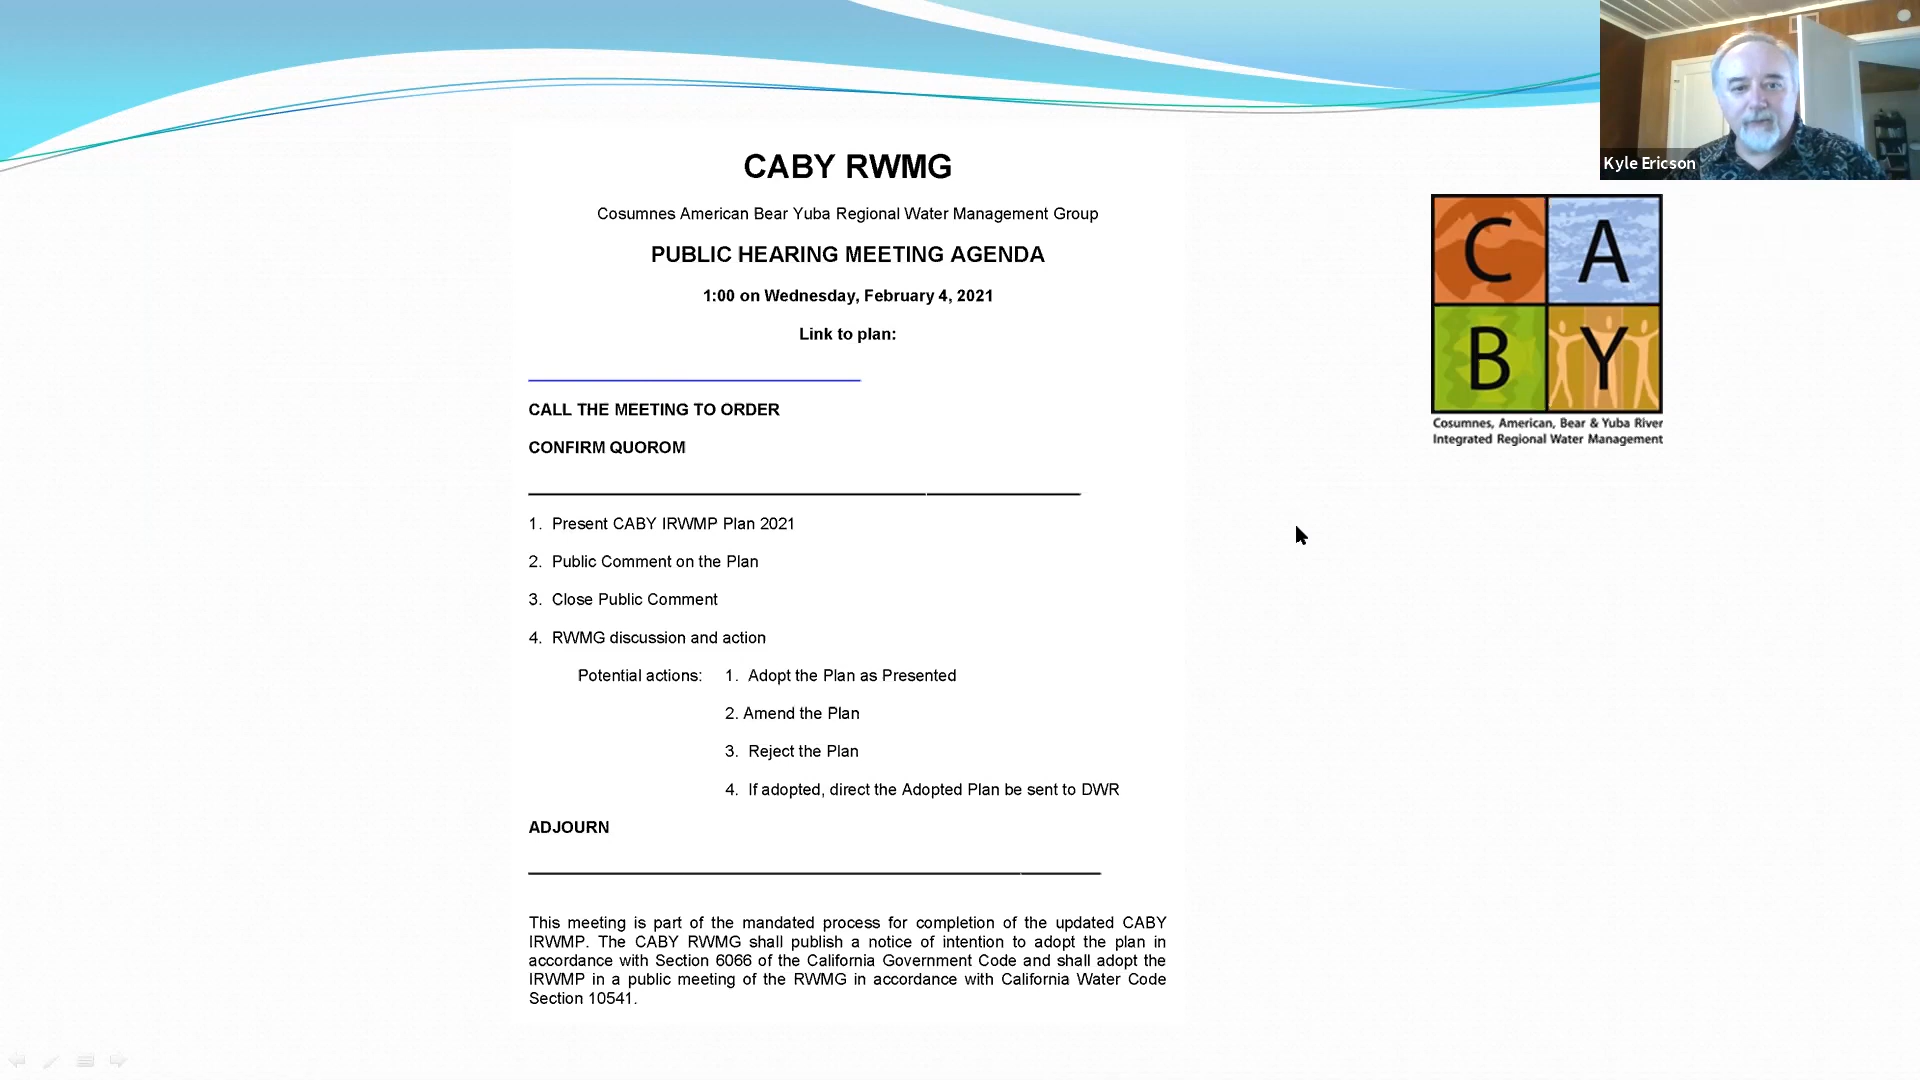 CABY RWMG
Cosumnes American Bear Yuba Regional Water Management Group
PUBLIC HEARING MEETING AGENDA
1:00 on Wednesday, February 4, 2021
Link to plan:
CALL THE MEETING TO ORDER
CONFIRM QUOROM
1. Present CABY IRWMP Plan 2021
2. Public Comment on the Plan
3. Close Public Comment
4. RWMG discussion and action
Potential actions: 1. Adopt the Plan as Presented
2. Amend the Plan
3. Reject the Plan
4. If adopted, direct the Adopted Plan be sent to DWR
ADJOURN
This meeting is part of the mandated process for completion of the updated CABY
IRWMP. The CABY RWMG shall publish a notice of intention to adopt the plan in
accordance with Section 6066 of the California Government Code and shall adopt the
IRWMP in a public meeting of the RWMG in accordance with California Water Code
Section 10541.
Kyle Ericson
C A
B Y
Cosumnes, American, Bear & Yuba River
Integrated Regional Water Management